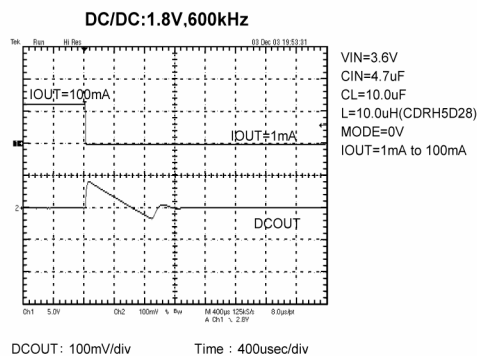 DC/DC:1.8V,600kHz
Tek Run Hi Res 03 Dec 03 19:53:31
IOUT=100mA
IOUT=1mA
2
DCOUT
Ch1 5.0V Ch2 100mV Bw M 400µs 125kS/s 8.0µs/pt
A Ch1 2.8V
VIN=3.6V
CIN=4.7uF
CL=10.0uF
L=10.0uH(CDRH5D28)
MODE=0V
IOUT=1mA to 100mA
DCOUT: 100mV/div Time : 400usec/div